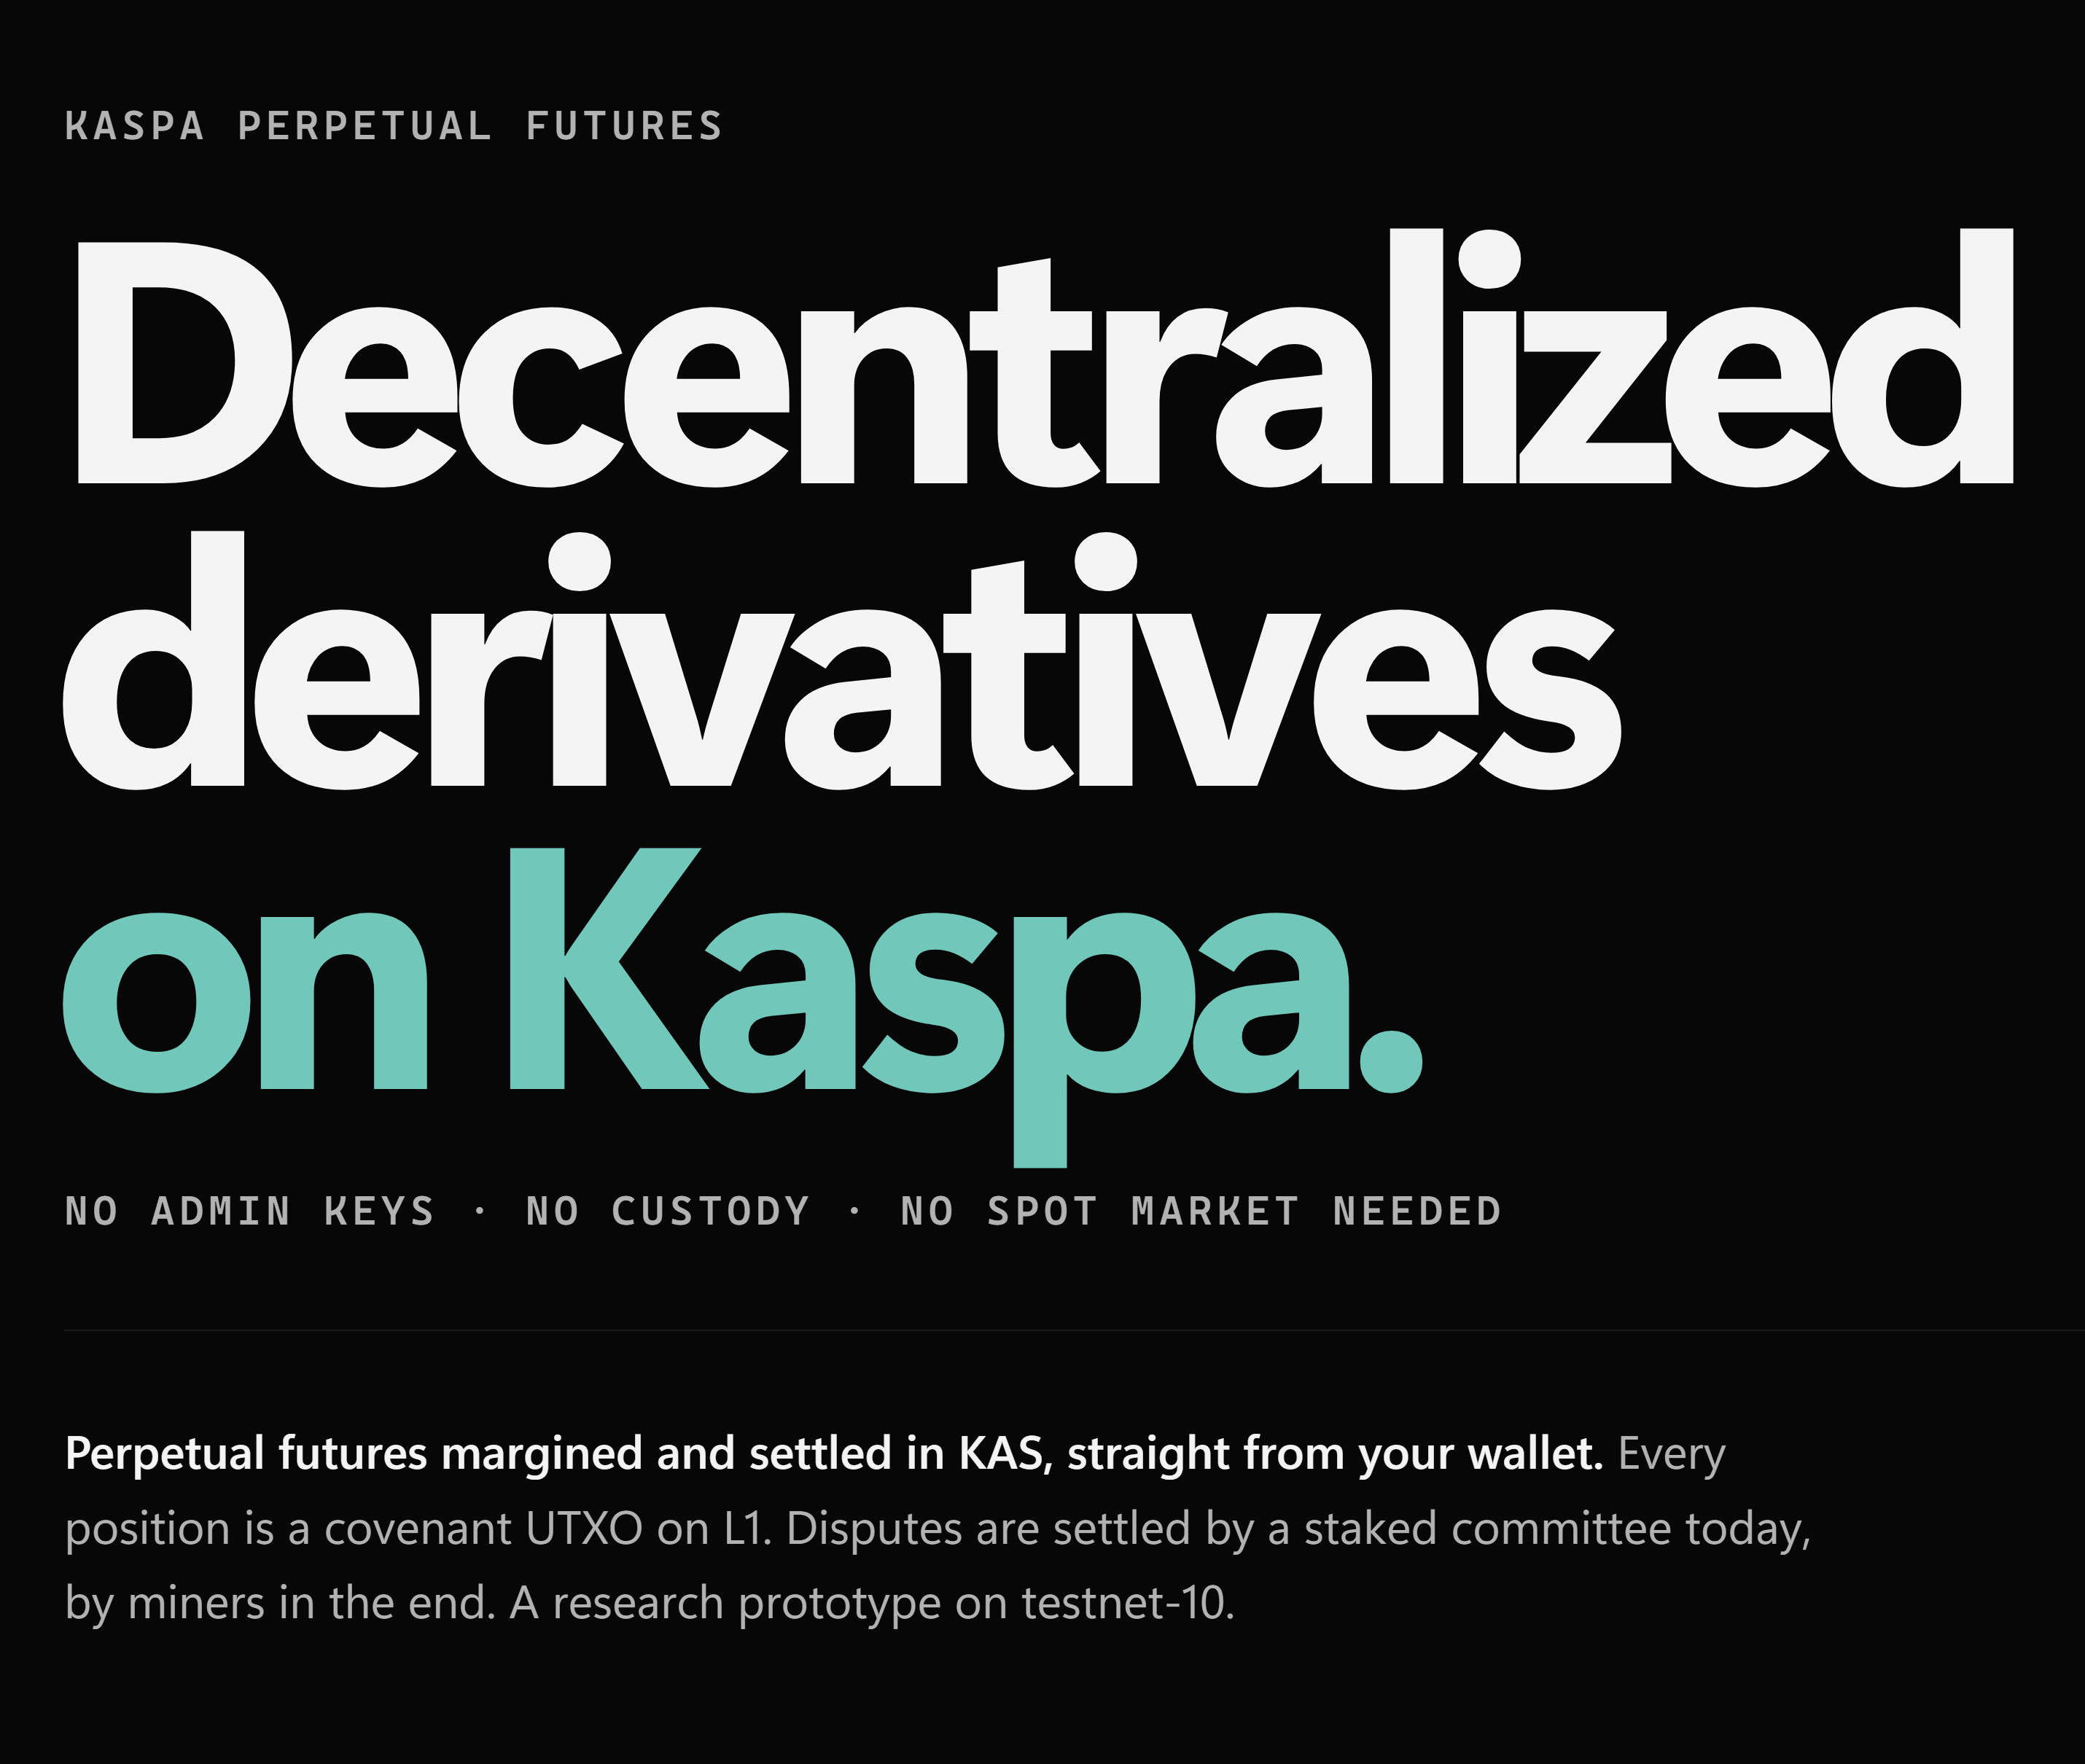 KASPA PERPETUAL FUTURES
Decentralized
derivatives
on Kaspa.
NO ADMIN KEYS · NO CUSTODY · NO SPOT MARKET NEEDED
Perpetual futures margined and settled in KAS, straight from your wallet. Every
position is a covenant UTXO on L1. Disputes are settled by a staked committee today,
by miners in the end. A research prototype on testnet-10.